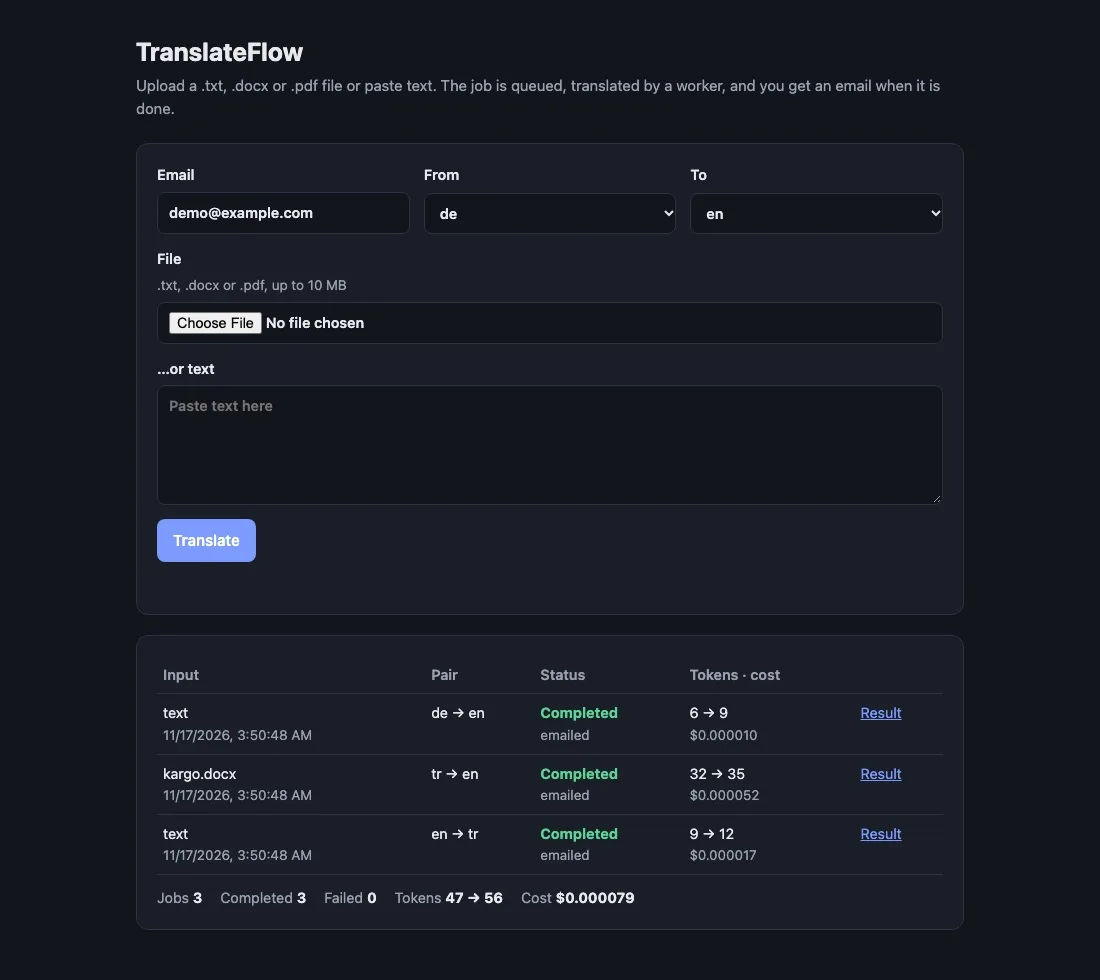 TranslateFlow
Upload a .txt, .docx or .pdf file or paste text. The job is queued, translated by a worker, and you get an email when it is
done.
Email From To
demo@example.com de en
File
.txt, .docx or .pdf, up to 10 MB
Choose File No file chosen
...or text
Paste text here
Translate
Input Pair Status Tokens · cost
text de → en Completed 6 → 9 Result
11/17/2026, 3:50:48 AM emailed $0.000010
kargo.docx tr → en Completed 32 → 35 Result
11/17/2026, 3:50:48 AM emailed $0.000052
text en → tr Completed 9 → 12 Result
11/17/2026, 3:50:48 AM emailed $0.000017
Jobs 3 Completed 3 Failed 0 Tokens 47 → 56 Cost $0.000079